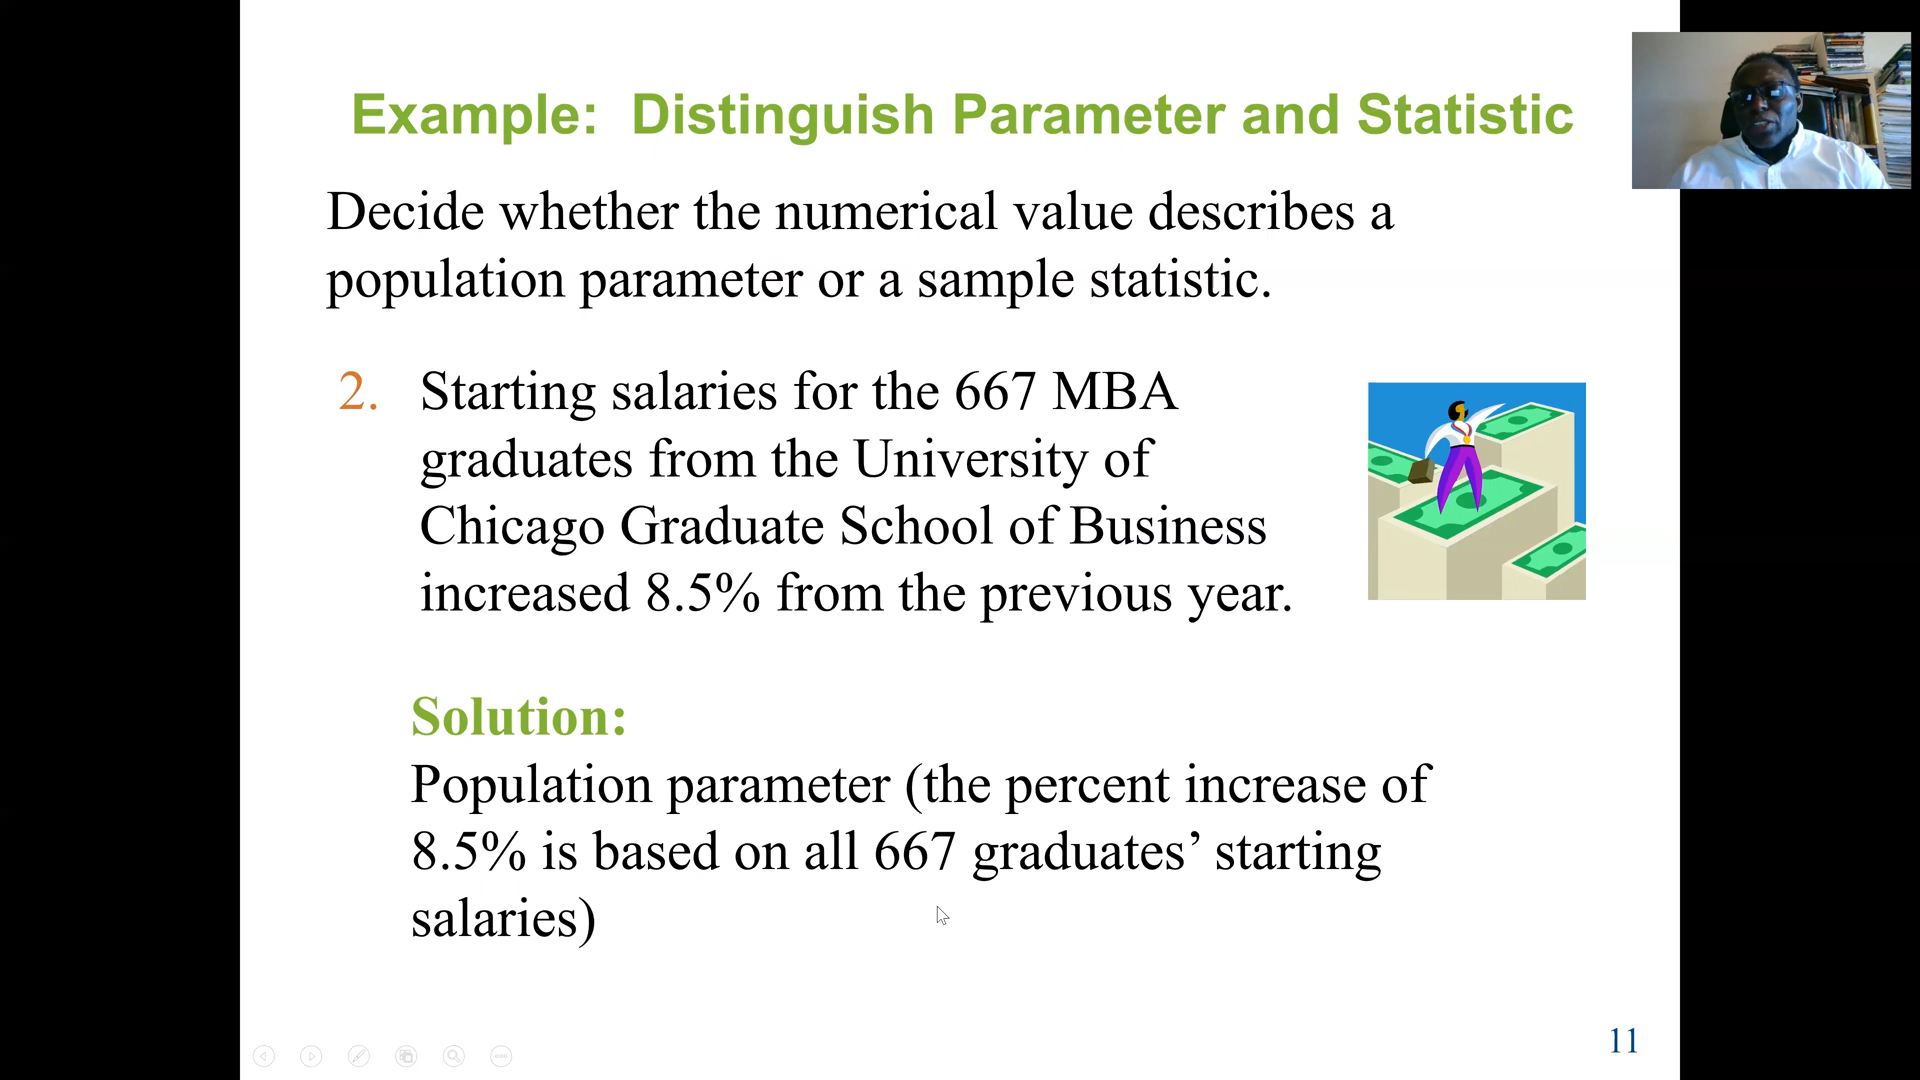 Example: Distinguish Parameter and Statistic
Decide whether the numerical value describes a
population parameter or a sample statistic.
2. Starting salaries for the 667 MBA
graduates from the University of
Chicago Graduate School of Business
increased 8.5% from the previous year.
Solution:
Population parameter (the percent increase of
8.5% is based on all 667 graduates’ starting
salaries)
11